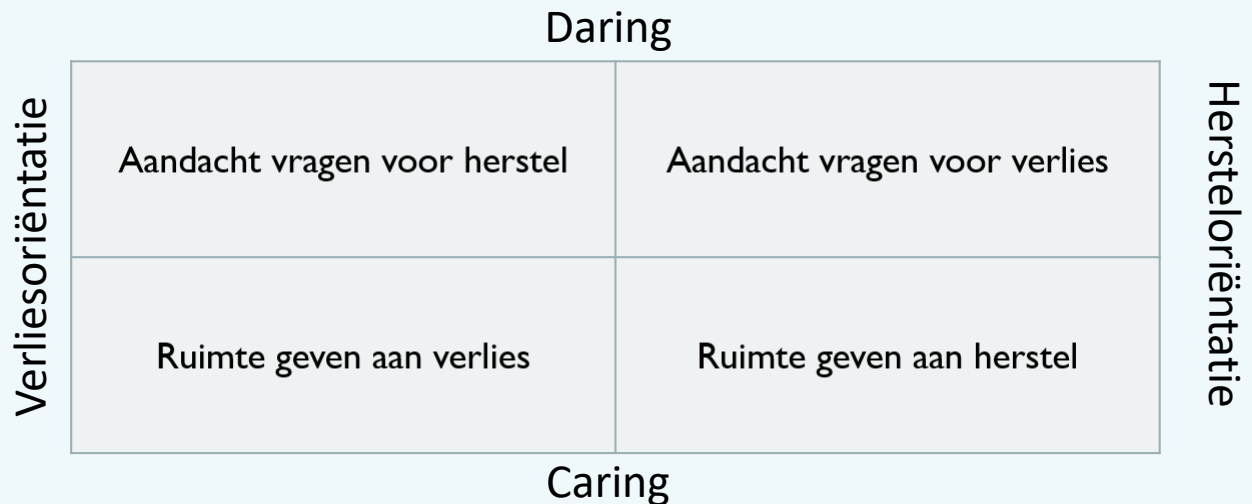 Daring
Verliesoriëntatie
Aandacht vragen voor herstel
Aandacht vragen voor verlies
Hersteloriëntatie
Ruimte geven aan verlies
Ruimte geven aan herstel
Caring